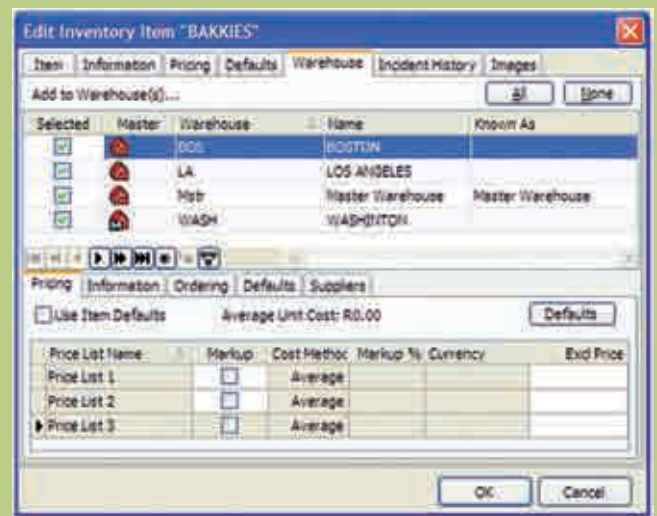 Edit Inventory Item "BAKKIES"
Item Information Pricing Defaults Warehouse Incident History Images
Add to Warehouse(s)... All None
Selected Master Warehouse Name Known As
BOS BOSTON
LA LOS ANGELES
Mstr Master Warehouse Master Warehouse
WASH WASHINTON
Pricing Information Ordering Defaults Suppliers
Use Item Defaults Average Unit Cost: R0.00 Defaults
Price List Name Markup Cost Method Markup % Currency Excl Price
Price List 1 Average
Price List 2 Average
Price List 3 Average
OK Cancel